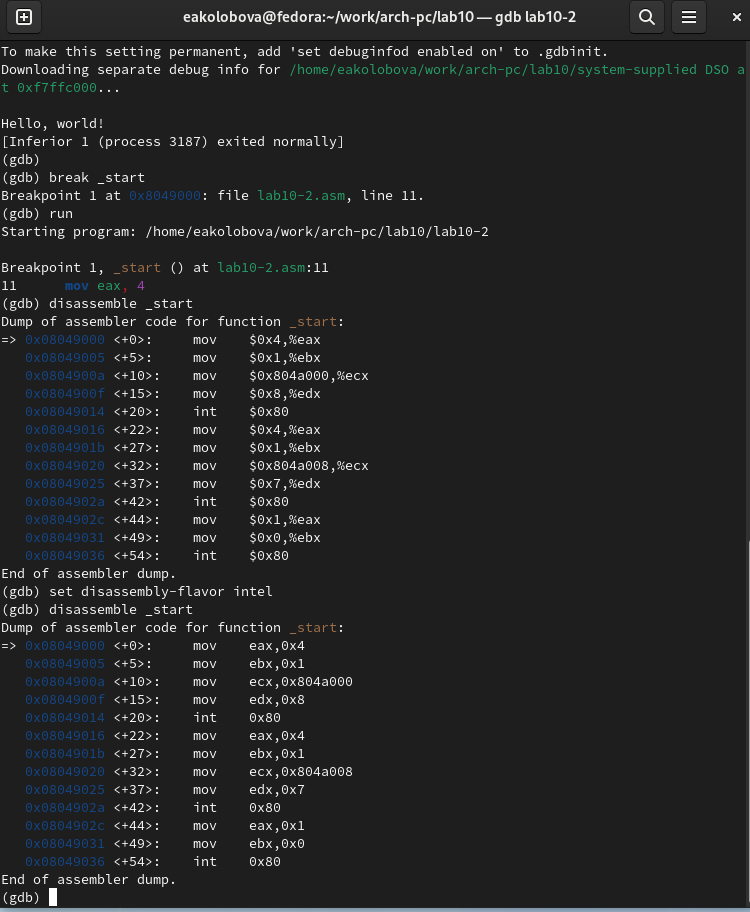 eakolobova@fedora:~/work/arch-pc/lab10 — gdb lab10-2
To make this setting permanent, add 'set debuginfod enabled on' to .gdbinit.
Downloading separate debug info for /home/eakolobova/work/arch-pc/lab10/system-supplied DSO a
t 0xf7ffc000...
Hello, world!
[Inferior 1 (process 3187) exited normally]
(gdb)
(gdb) break _start
Breakpoint 1 at 0x8049000: file lab10-2.asm, line 11.
(gdb) run
Starting program: /home/eakolobova/work/arch-pc/lab10/lab10-2
Breakpoint 1, _start () at lab10-2.asm:11
11      mov eax, 4
(gdb) disassemble _start
Dump of assembler code for function _start:
=> 0x08049000 <+0>:     mov    $0x4,%eax
   0x08049005 <+5>:     mov    $0x1,%ebx
   0x0804900a <+10>:    mov    $0x804a000,%ecx
   0x0804900f <+15>:    mov    $0x8,%edx
   0x08049014 <+20>:    int    $0x80
   0x08049016 <+22>:    mov    $0x4,%eax
   0x0804901b <+27>:    mov    $0x1,%ebx
   0x08049020 <+32>:    mov    $0x804a008,%ecx
   0x08049025 <+37>:    mov    $0x7,%edx
   0x0804902a <+42>:    int    $0x80
   0x0804902c <+44>:    mov    $0x1,%eax
   0x08049031 <+49>:    mov    $0x0,%ebx
   0x08049036 <+54>:    int    $0x80
End of assembler dump.
(gdb) set disassembly-flavor intel
(gdb) disassemble _start
Dump of assembler code for function _start:
=> 0x08049000 <+0>:     mov    eax,0x4
   0x08049005 <+5>:     mov    ebx,0x1
   0x0804900a <+10>:    mov    ecx,0x804a000
   0x0804900f <+15>:    mov    edx,0x8
   0x08049014 <+20>:    int    0x80
   0x08049016 <+22>:    mov    eax,0x4
   0x0804901b <+27>:    mov    ebx,0x1
   0x08049020 <+32>:    mov    ecx,0x804a008
   0x08049025 <+37>:    mov    edx,0x7
   0x0804902a <+42>:    int    0x80
   0x0804902c <+44>:    mov    eax,0x1
   0x08049031 <+49>:    mov    ebx,0x0
   0x08049036 <+54>:    int    0x80
End of assembler dump.
(gdb)